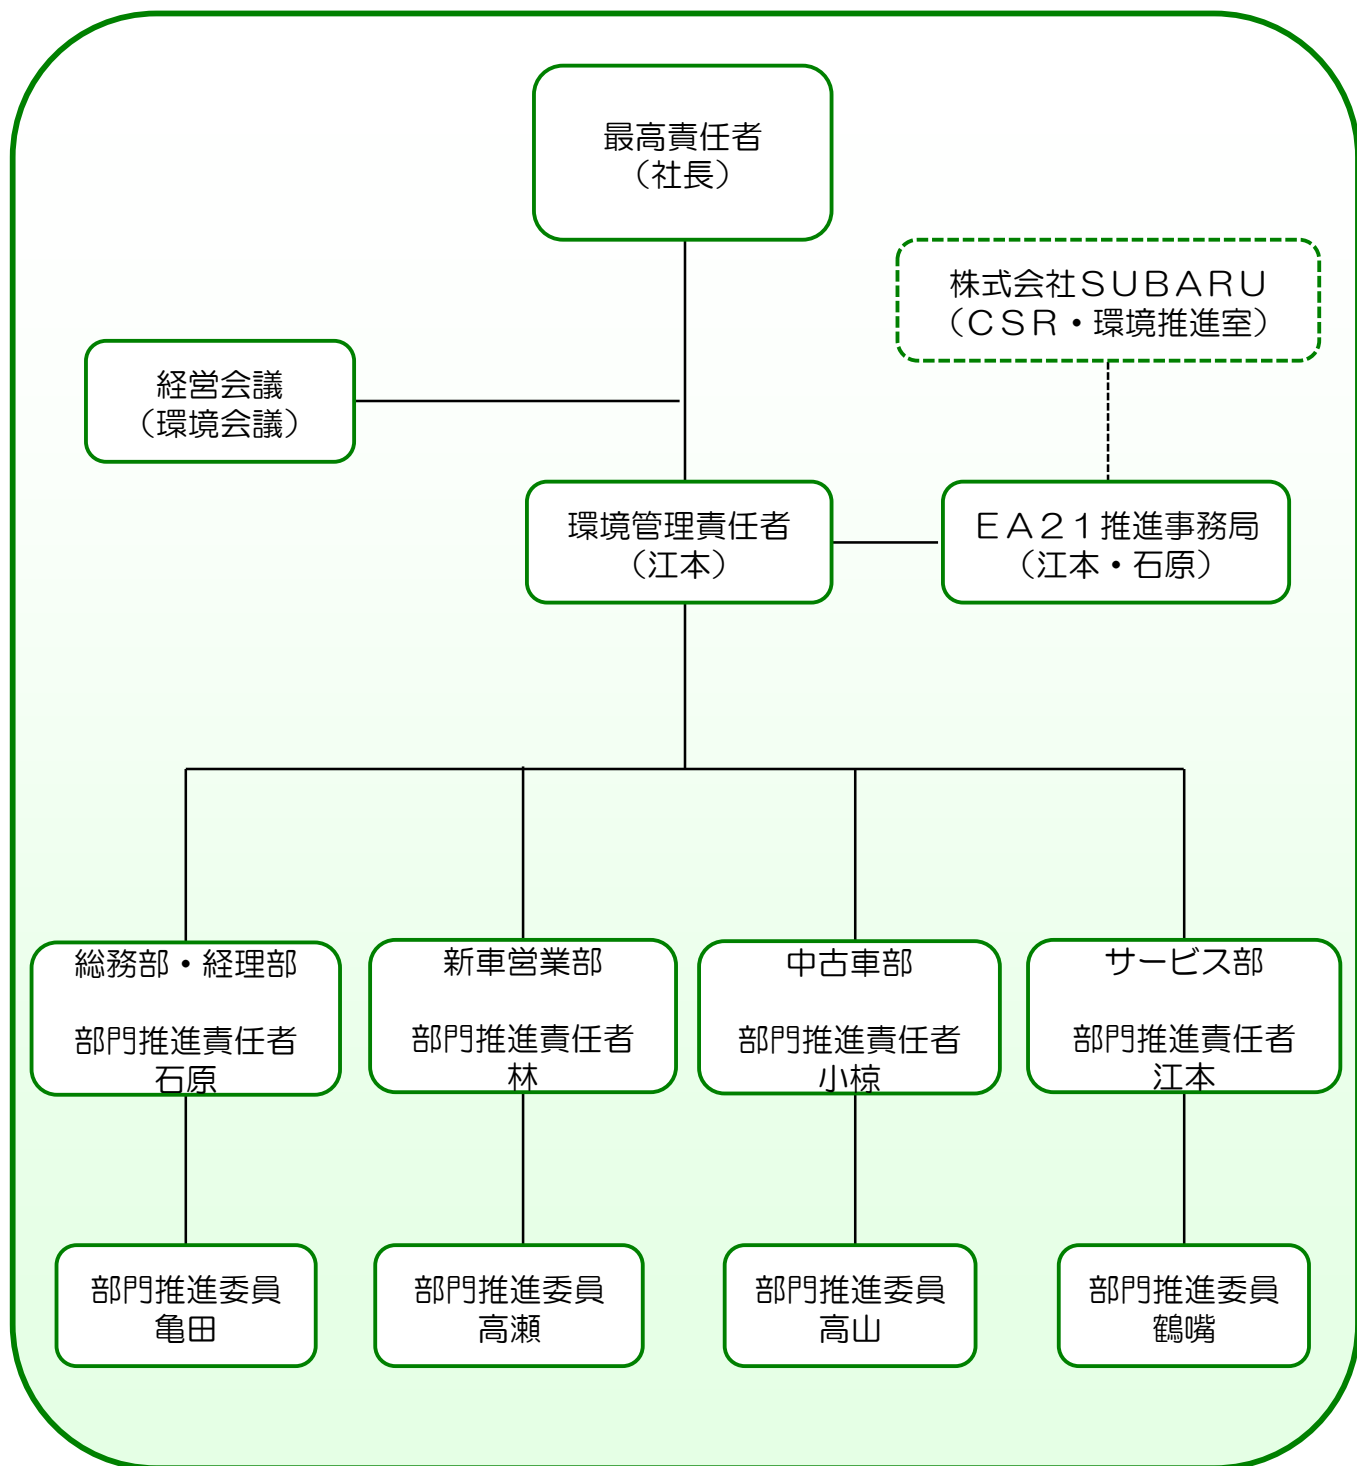 最高責任者
（社長）
株式会社ＳＵＢＡＲＵ
（ＣＳＲ・環境推進室）
経営会議
（環境会議）
環境管理責任者
（江本）
ＥＡ２１推進事務局
（江本・石原）
総務部・経理部
部門推進責任者
石原
新車営業部
部門推進責任者
林
中古車部
部門推進責任者
小椋
サービス部
部門推進責任者
江本
部門推進委員
亀田
部門推進委員
高瀬
部門推進委員
高山
部門推進委員
鶴嘴